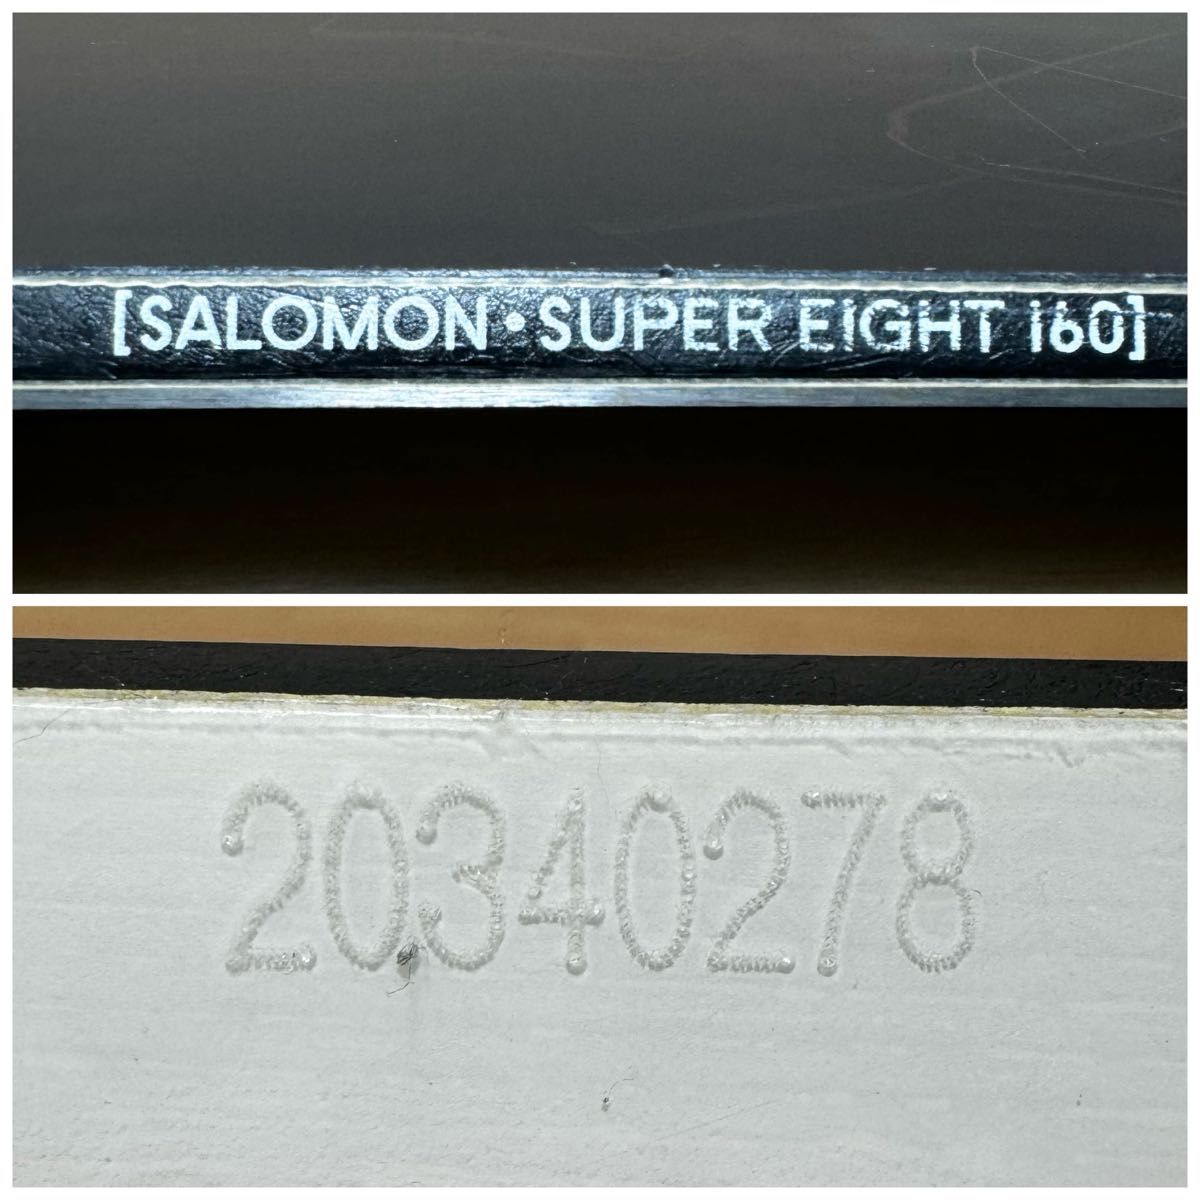 [SALOMON • SUPER EIGHT 160]
20340278